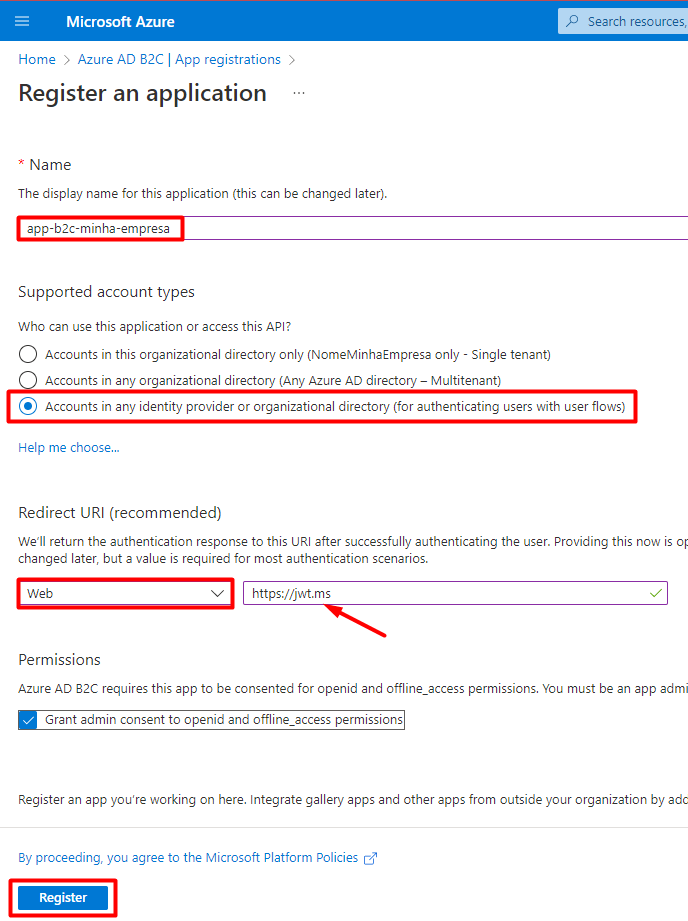 Microsoft Azure
Search resources,
Home > Azure AD B2C | App registrations >
Register an application ...
* Name
The display name for this application (this can be changed later).
app-b2c-minha-empresa
Supported account types
Who can use this application or access this API?
Accounts in this organizational directory only (NomeMinhaEmpresa only - Single tenant)
Accounts in any organizational directory (Any Azure AD directory – Multitenant)
Accounts in any identity provider or organizational directory (for authenticating users with user flows)
Help me choose...
Redirect URI (recommended)
We'll return the authentication response to this URI after successfully authenticating the user. Providing this now is op
changed later, but a value is required for most authentication scenarios.
Web
https://jwt.ms
Permissions
Azure AD B2C requires this app to be consented for openid and offline_access permissions. You must be an app admi
Grant admin consent to openid and offline_access permissions
Register an app you're working on here. Integrate gallery apps and other apps from outside your organization by add
By proceeding, you agree to the Microsoft Platform Policies
Register